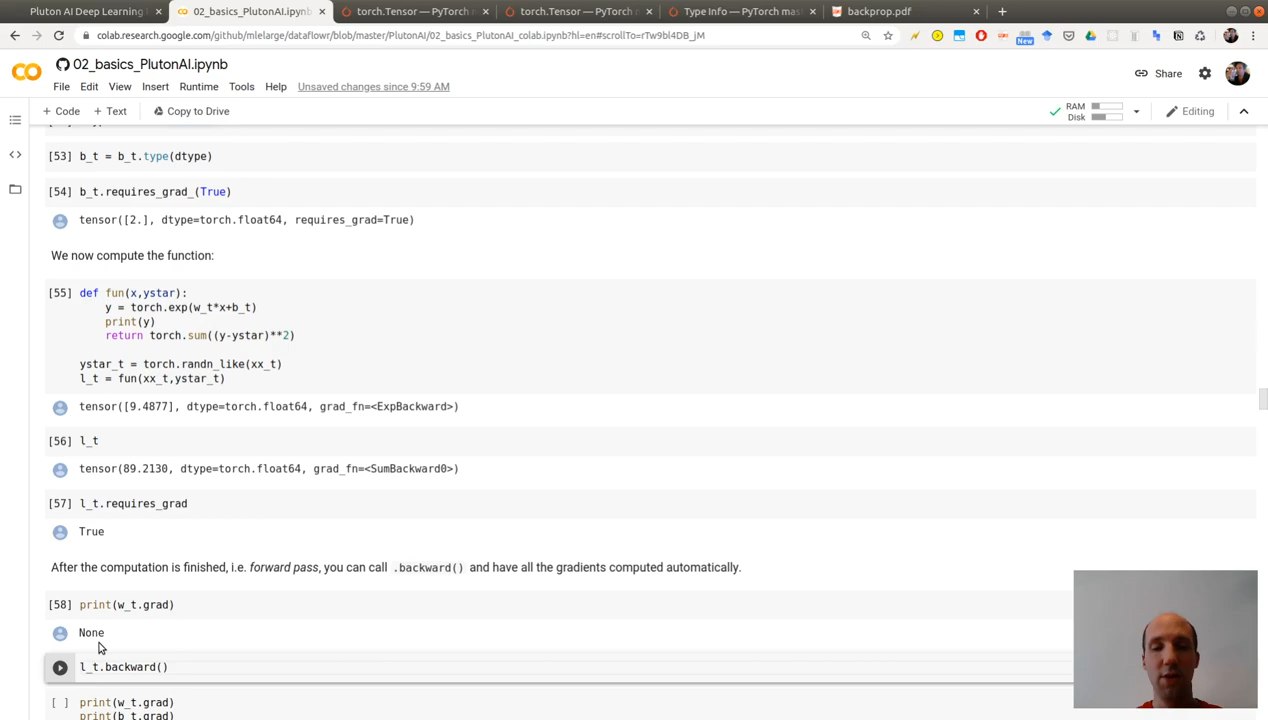 Pluton AI Deep Learning
02_basics_PlutonAI.ipynb
torch.Tensor — PyTorch m
torch.Tensor — PyTorch m
Type Info — PyTorch mas
backprop.pdf
colab.research.google.com/github/mlelarge/dataflowr/blob/master/PlutonAI/02_basics_PlutonAI_colab.ipynb?hl=en#scrollTo=rTw9bl4DB_jM
New
02_basics_PlutonAI.ipynb
Share
File Edit View Insert Runtime Tools Help Unsaved changes since 9:59 AM
+ Code + Text Copy to Drive
RAM
Disk
Editing
[53] b_t = b_t.type(dtype)
[54] b_t.requires_grad_(True)
tensor([2.], dtype=torch.float64, requires_grad=True)
We now compute the function:
[55] def fun(x,ystar):
y = torch.exp(w_t*x+b_t)
print(y)
return torch.sum((y-ystar)**2)
ystar_t = torch.randn_like(xx_t)
l_t = fun(xx_t,ystar_t)
tensor([9.4877], dtype=torch.float64, grad_fn=<ExpBackward>)
[56] l_t
tensor(89.2130, dtype=torch.float64, grad_fn=<SumBackward0>)
[57] l_t.requires_grad
True
After the computation is finished, i.e. forward pass, you can call .backward() and have all the gradients computed automatically.
[58] print(w_t.grad)
None
l_t.backward()
[ ] print(w_t.grad)
print(b_t.grad)